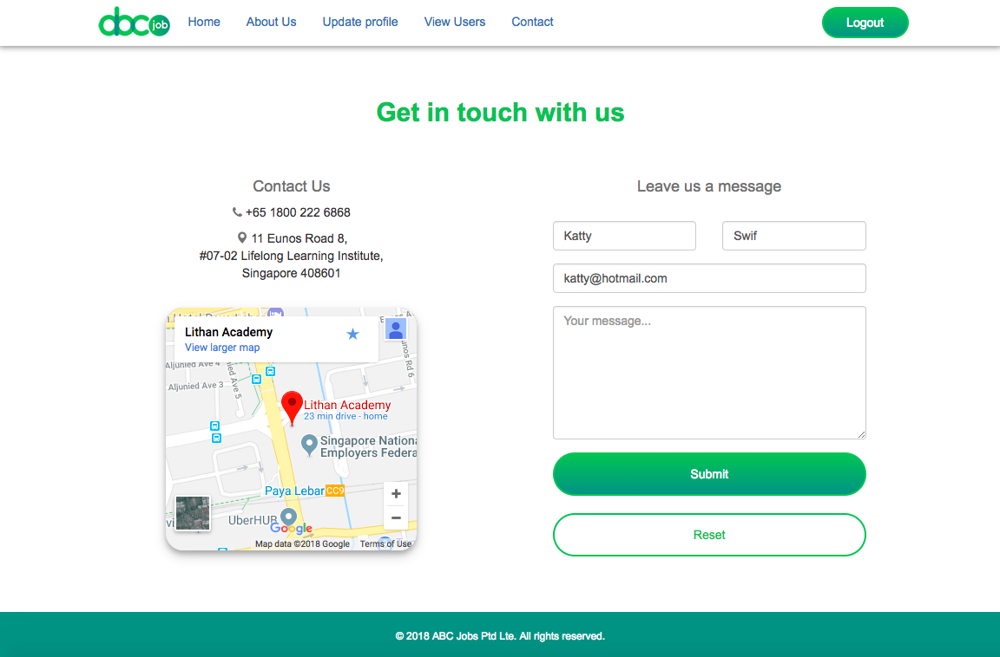 abc job
Home
About Us
Update profile
View Users
Contact
Logout
Get in touch with us
Contact Us
+65 1800 222 6868
11 Eunos Road 8,
#07-02 Lifelong Learning Institute,
Singapore 408601
Lithan Academy
View larger map
Aljunied Ave 4
Aljunied Ave 3
Ave 5
Rd 6
Lithan Academy
23 min drive - home
Singapore Nationa
Employers Federa
Paya Lebar CC9
UberHUB
Google
Map data ©2018 Google
Terms of Use
Leave us a message
Katty
Swif
katty@hotmail.com
Your message...
Submit
Reset
© 2018 ABC Jobs Ptd Lte. All rights reserved.